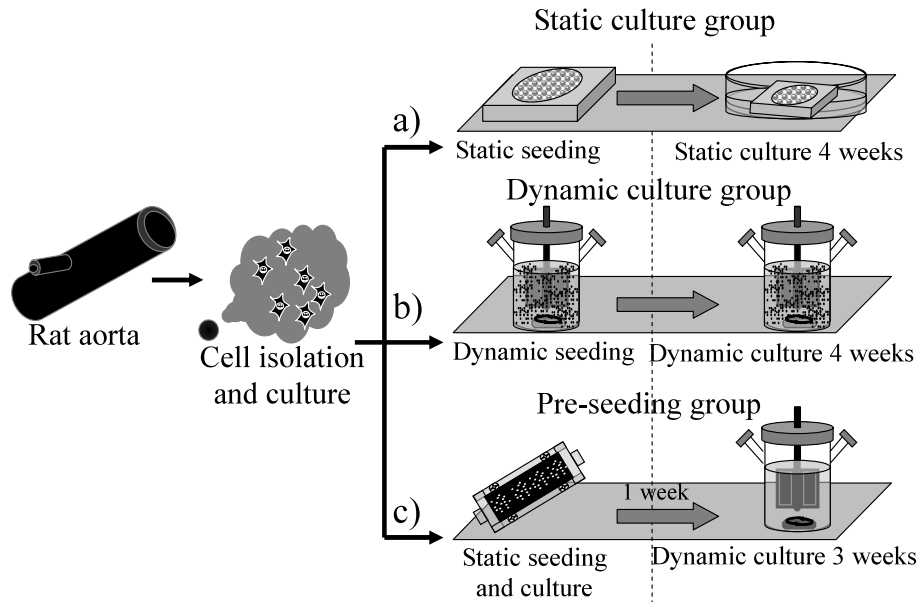 Static culture group
a)
Static seeding
Static culture 4 weeks
Dynamic culture group
Rat aorta
Cell isolation
and culture
b)
Dynamic seeding
Dynamic culture 4 weeks
Pre-seeding group
c)
1 week
Static seeding
and culture
Dynamic culture 3 weeks